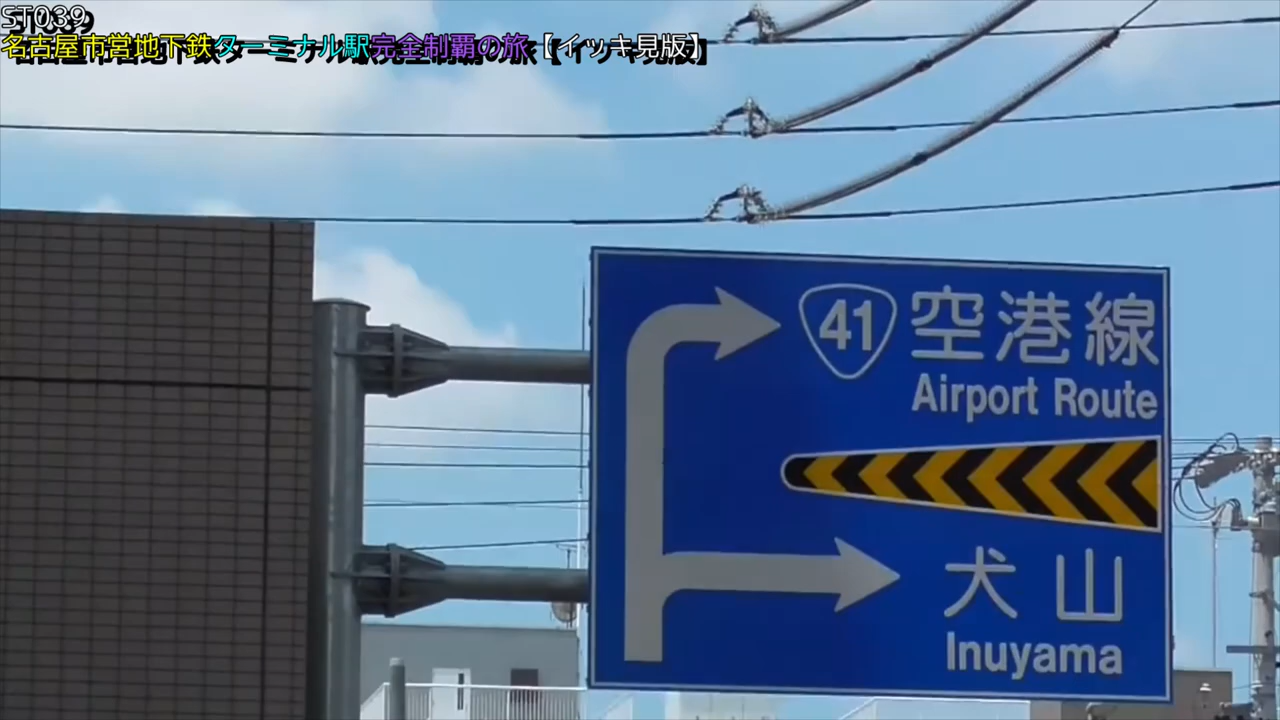 ST039
名古屋市営地下鉄ターミナル駅完全制覇の旅【イッキ見版】
41 空港線
Airport Route
犬山
Inuyama